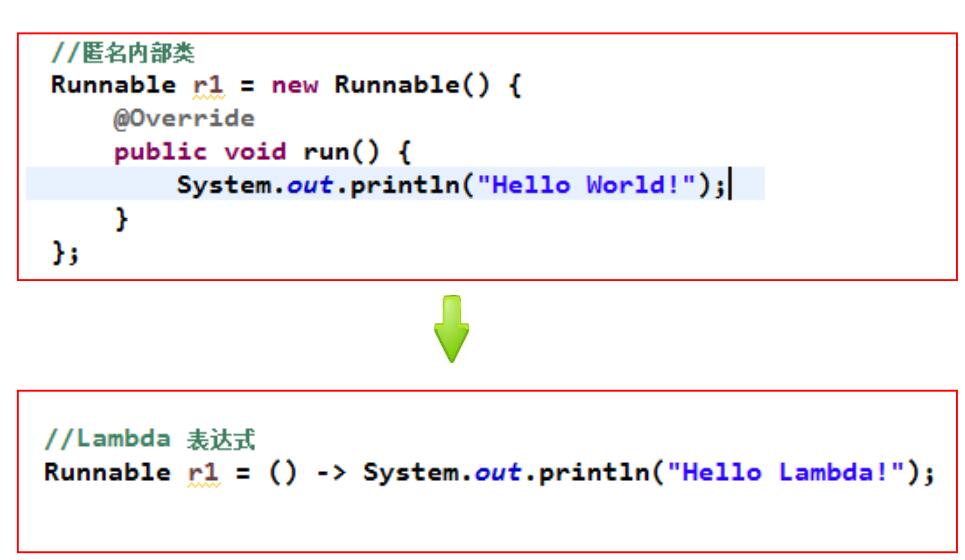 //匿名内部类
Runnable r1 = new Runnable() {
@Override
public void run() {
System.out.println("Hello World!");
}
};
//Lambda 表达式
Runnable r1 = () -> System.out.println("Hello Lambda!");